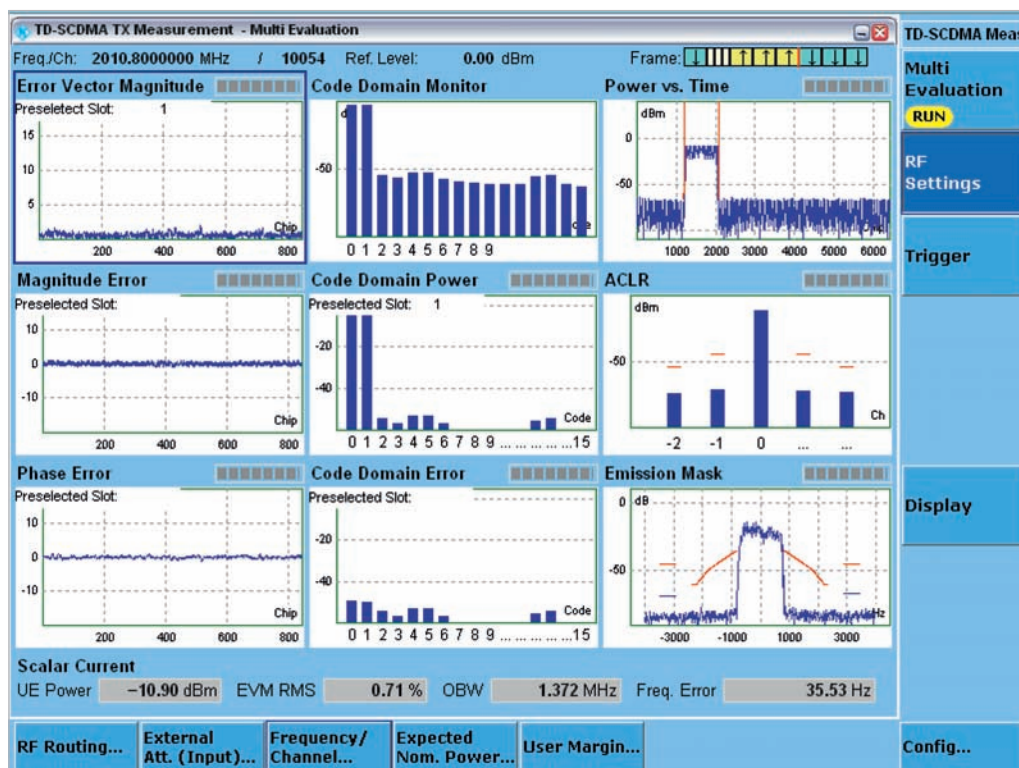 TD-SCDMA TX Measurement - Multi Evaluation
TD-SCDMA Meas
Freq./Ch: 2010.8000000 MHz / 10054 Ref. Level: 0.00 dBm Frame:
Multi
Evaluation
RUN
RF
Settings
Trigger
Display
Config...
Error Vector Magnitude
Preseletect Slot: 1
15
10
5
Chip
200 400 600 800
Code Domain Monitor
-50
0 1 2 3 4 5 6 7 8 9
Power vs. Time
dBm
0
-50
1000 2000 3000 4000 5000 6000
Magnitude Error
Preselected Slot:
10
0
-10
Chip
200 400 600 800
Code Domain Power
Preselected Slot: 1
-20
-40
Code
0 1 2 3 4 5 6 7 8 9 ... ... ... ... ...15
ACLR
dBm
-50
Ch
-2 -1 0 ... ...
Phase Error
Preselected Slot:
10
0
-10
Chip
200 400 600 800
Code Domain Error
Preselected Slot:
-20
-40
Code
0 1 2 3 4 5 6 7 8 9 ... ... ... ... ...15
Emission Mask
0 dB
-50
Hz
-3000 -1000 1000 3000
Scalar Current
UE Power -10.90 dBm EVM RMS 0.71 % OBW 1.372 MHz Freq. Error 35.53 Hz
RF Routing...
External
Att. (Input)...
Frequency/
Channel...
Expected
Nom. Power...
User Margin...